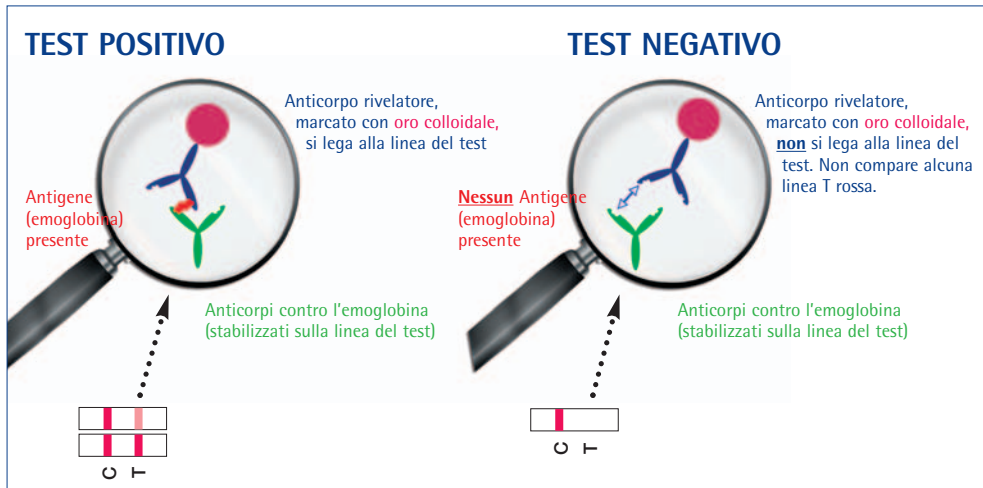 TEST POSITIVO
Anticorpo rivelatore,
marcato con oro colloidale,
si lega alla linea del test
Antigene
(emoglobina)
presente
Anticorpi contro l'emoglobina
(stabilizzati sulla linea del test)
C
T
TEST NEGATIVO
Anticorpo rivelatore,
marcato con oro colloidale,
non si lega alla linea del
test. Non compare alcuna
linea T rossa.
Nessun Antigene
(emoglobina)
presente
Anticorpi contro l'emoglobina
(stabilizzati sulla linea del test)
C
T